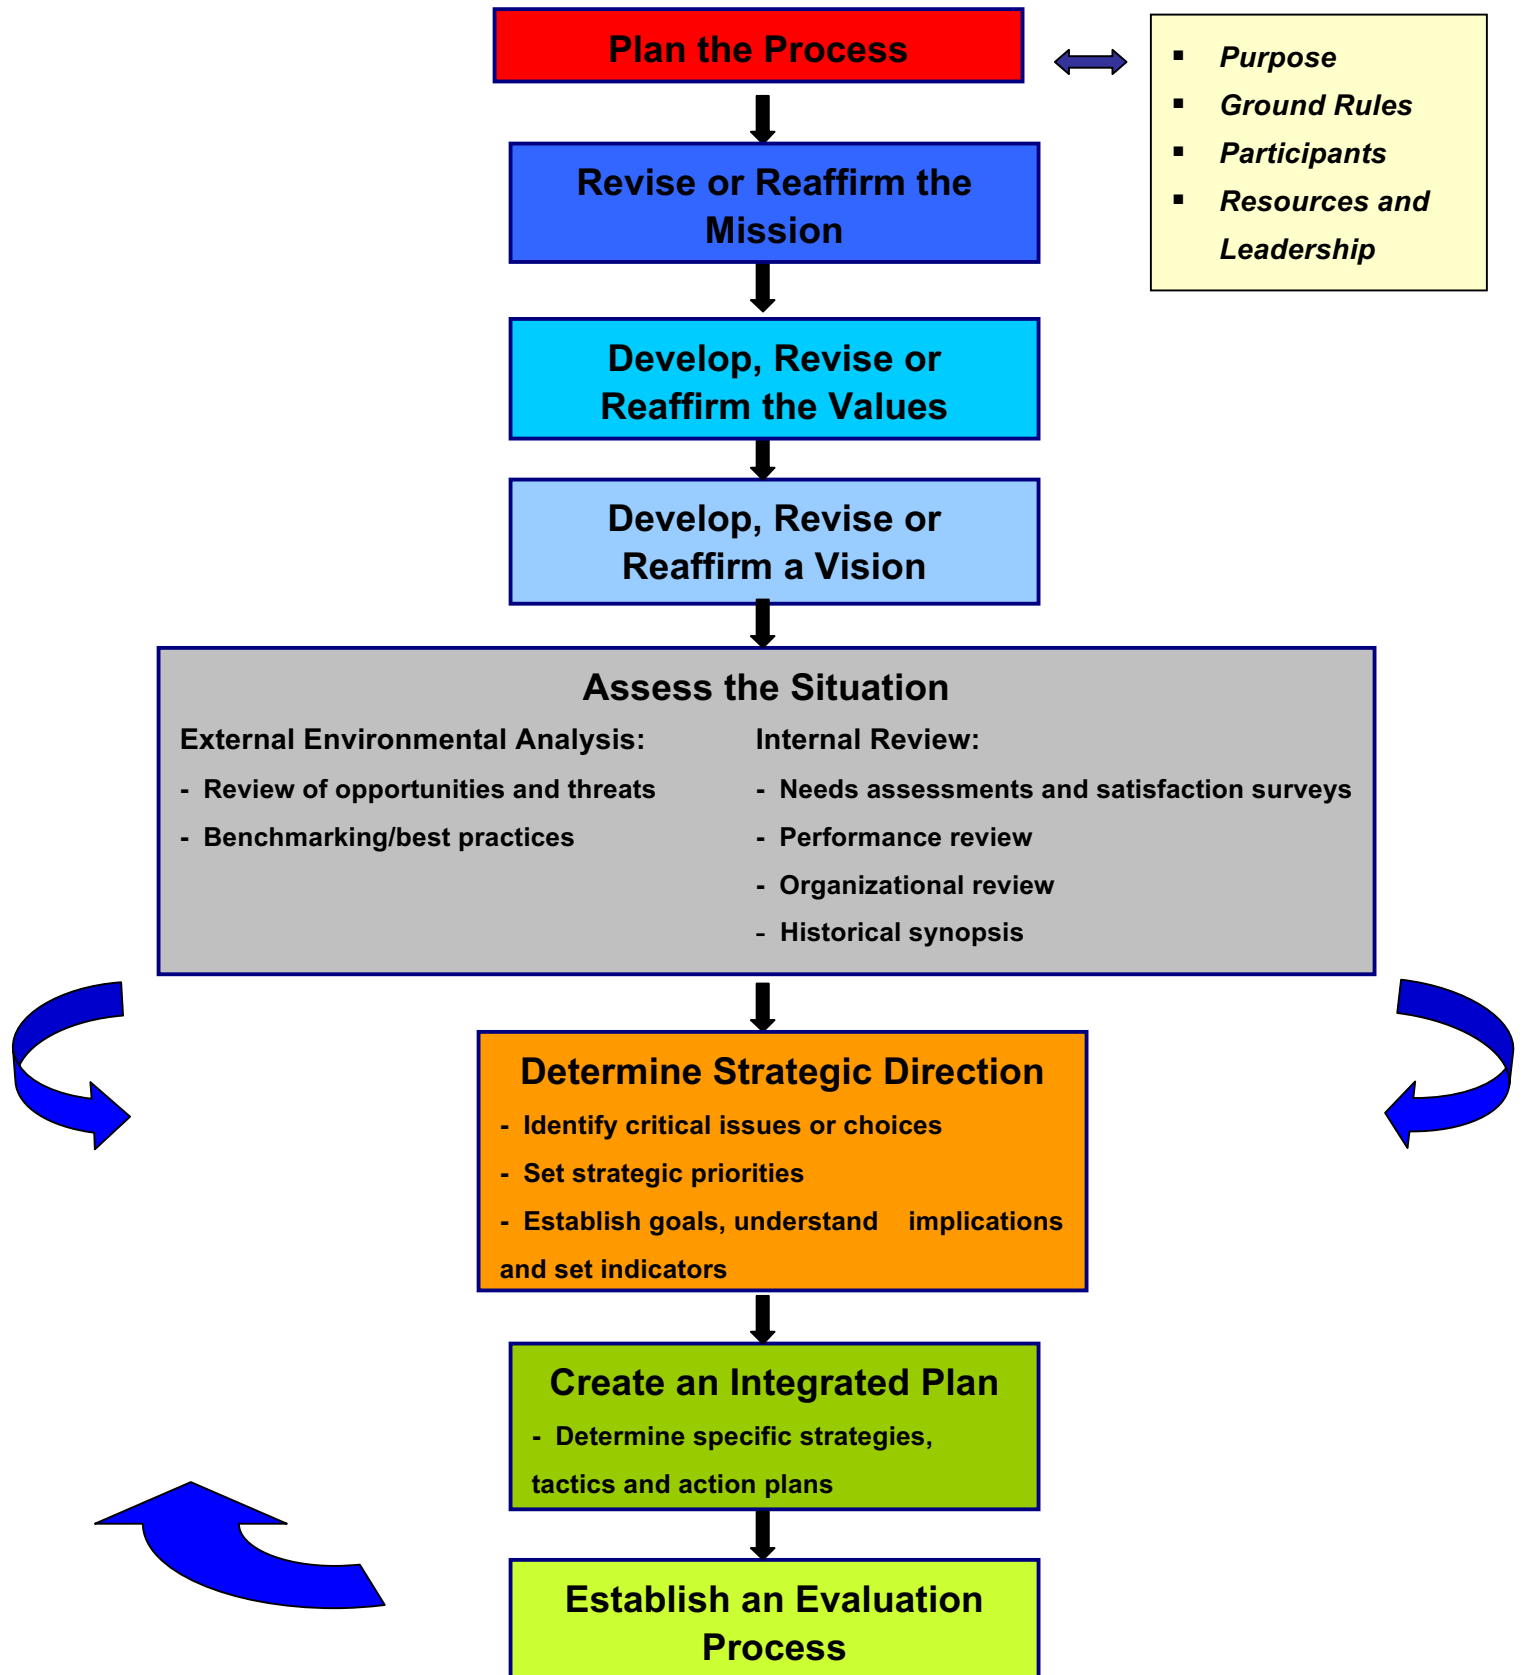 Plan the Process
▪ Purpose
▪ Ground Rules
▪ Participants
▪ Resources and
Leadership
Revise or Reaffirm the
Mission
Develop, Revise or
Reaffirm the Values
Develop, Revise or
Reaffirm a Vision
Assess the Situation
External Environmental Analysis:
- Review of opportunities and threats
- Benchmarking/best practices
Internal Review:
- Needs assessments and satisfaction surveys
- Performance review
- Organizational review
- Historical synopsis
Determine Strategic Direction
- Identify critical issues or choices
- Set strategic priorities
- Establish goals, understand implications
and set indicators
Create an Integrated Plan
- Determine specific strategies,
tactics and action plans
Establish an Evaluation
Process